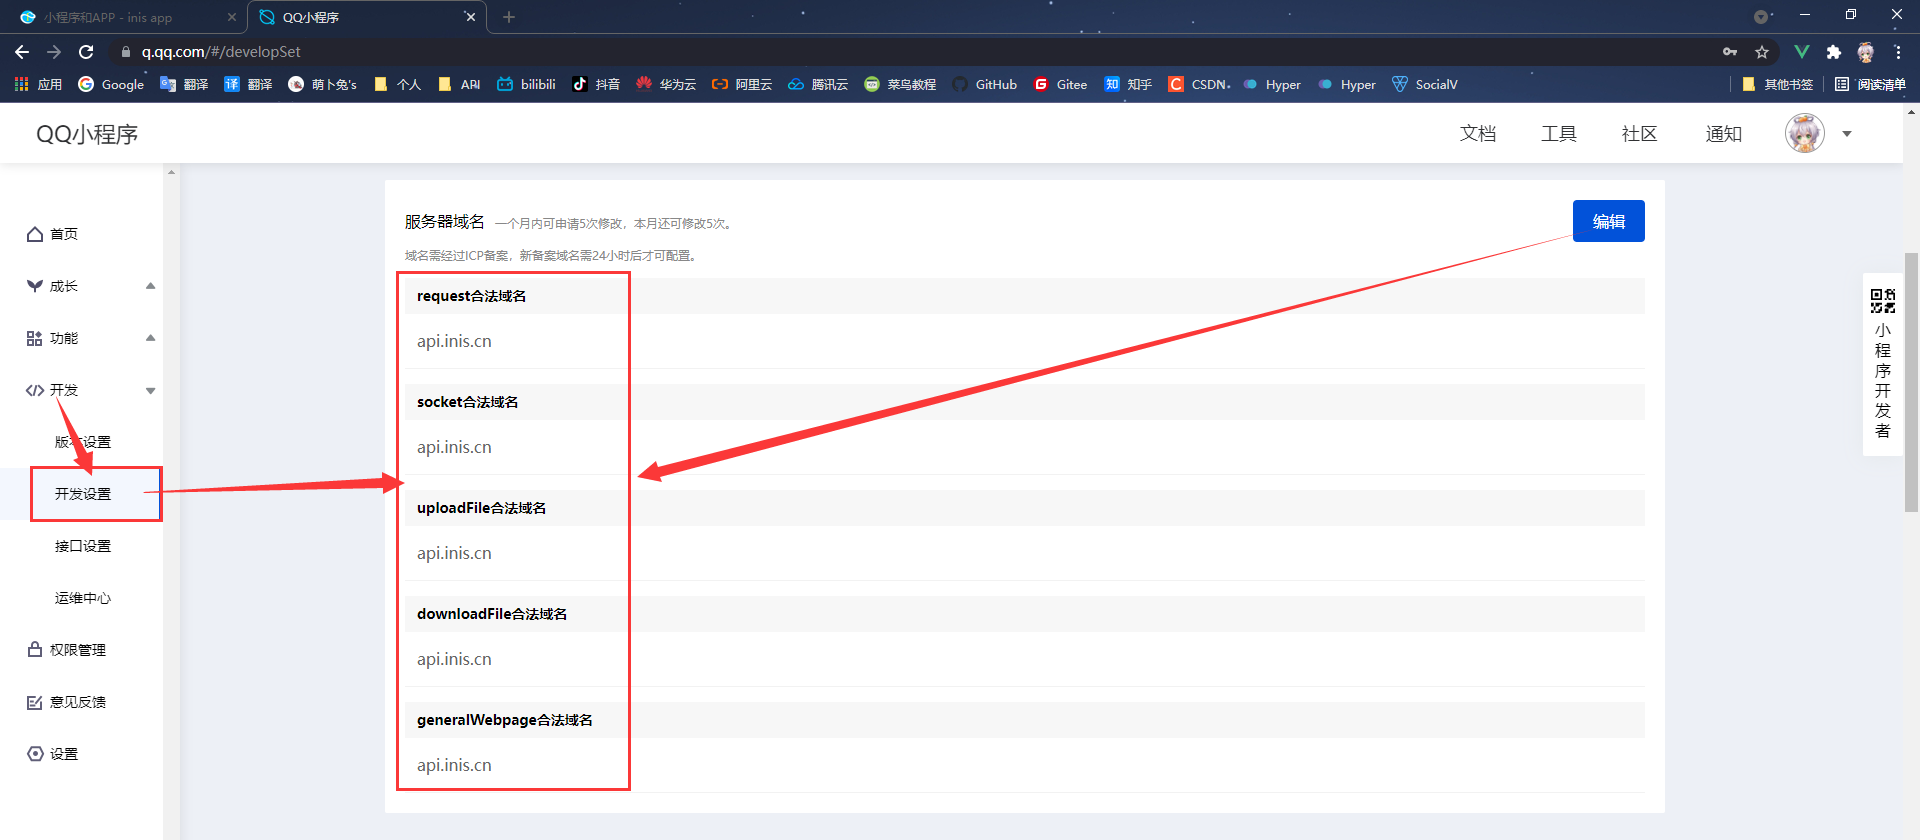 小程序和APP - inis app
QQ小程序
q.qq.com/#/developSet
应用
Google
翻译
翻译
萌卜兔's
个人
API
bilibili
抖音
华为云
阿里云
腾讯云
菜鸟教程
GitHub
Gitee
知乎
CSDN
Hyper
Hyper
SocialV
其他书签
阅读清单
QQ小程序
文档
工具
社区
通知
首页
成长
功能
开发
版本设置
开发设置
接口设置
运维中心
权限管理
意见反馈
设置
服务器域名 一个月内可申请5次修改，本月还可修改5次。
编辑
域名需经过ICP备案，新备案域名需24小时后才可配置。
request合法域名
api.inis.cn
socket合法域名
api.inis.cn
uploadFile合法域名
api.inis.cn
downloadFile合法域名
api.inis.cn
generalWebpage合法域名
api.inis.cn
小程序开发者